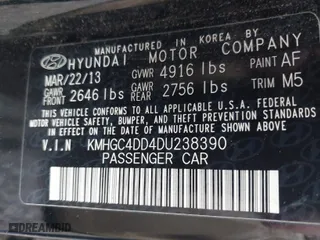 MANUFACTURED IN KOREA BY
HYUNDAI MOTOR COMPANY
MAR/22/13 GVWR 4916 lbs PAINT AF
GAWR FRONT 2646 lbs GAWR REAR 2756 lbs TRIM M5
THIS VEHICLE CONFORMS TO ALL APPLICABLE U.S. FEDERAL
MOTOR VEHICLE SAFETY, BUMPER, AND THEFT PREVENTION
STANDARDS IN EFFECT ON THE DATE OF MANUFACTURE SHOWN ABOVE.
V.I.N KMHGC4DD4DU238390
PASSENGER CAR
DREAMBID